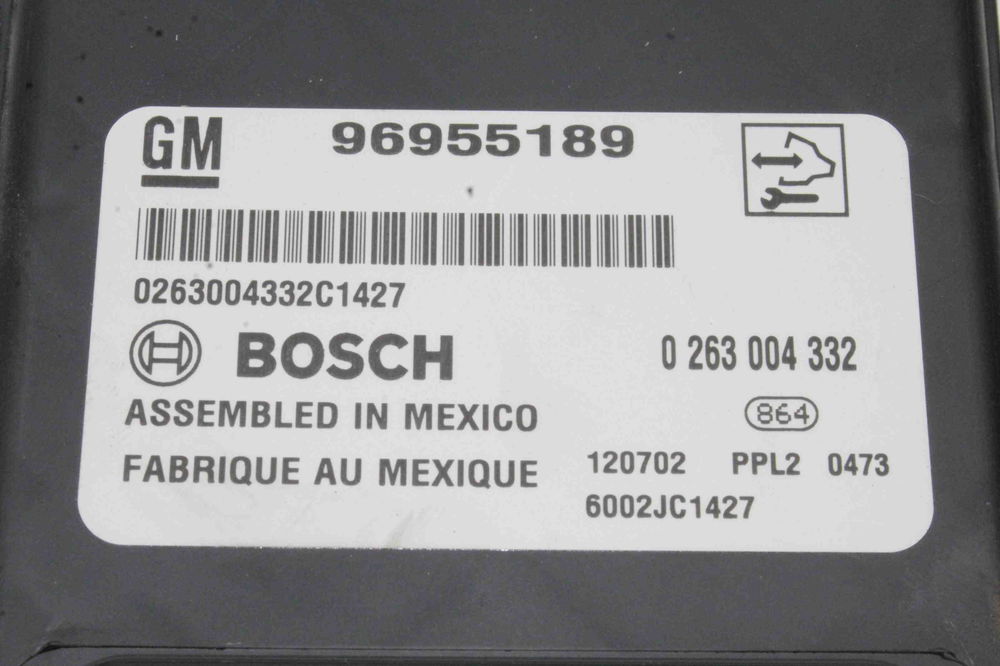 GM 96955189
0263004332C1427
BOSCH 0 263 004 332
ASSEMBLED IN MEXICO 864
FABRIQUE AU MEXIQUE 120702 PPL2 0473
6002JC1427